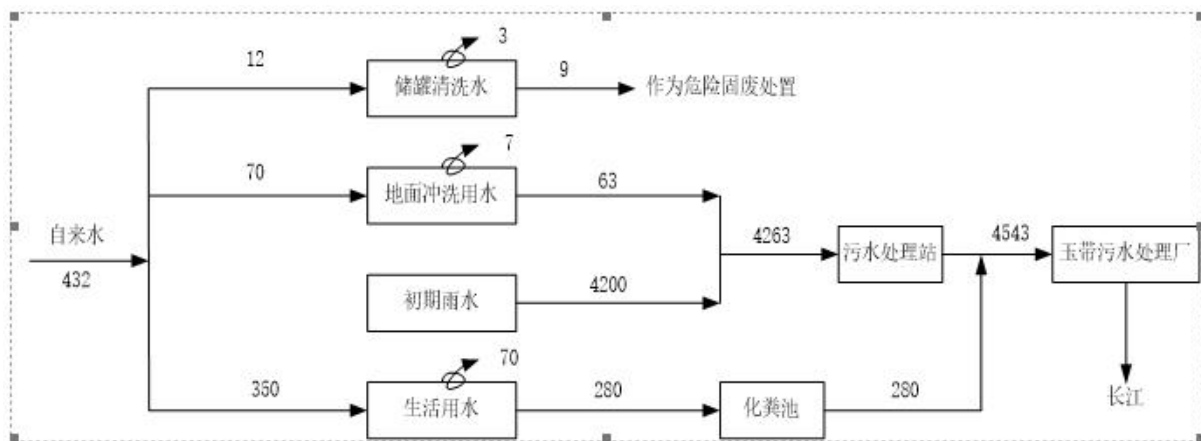 3
12
储罐清洗水
9
作为危险固废处置
7
70
地面冲洗用水
63
自来水
432
4263
污水处理站
4543
玉带污水处理厂
初期雨水
4200
70
350
生活用水
280
化粪池
280
长江